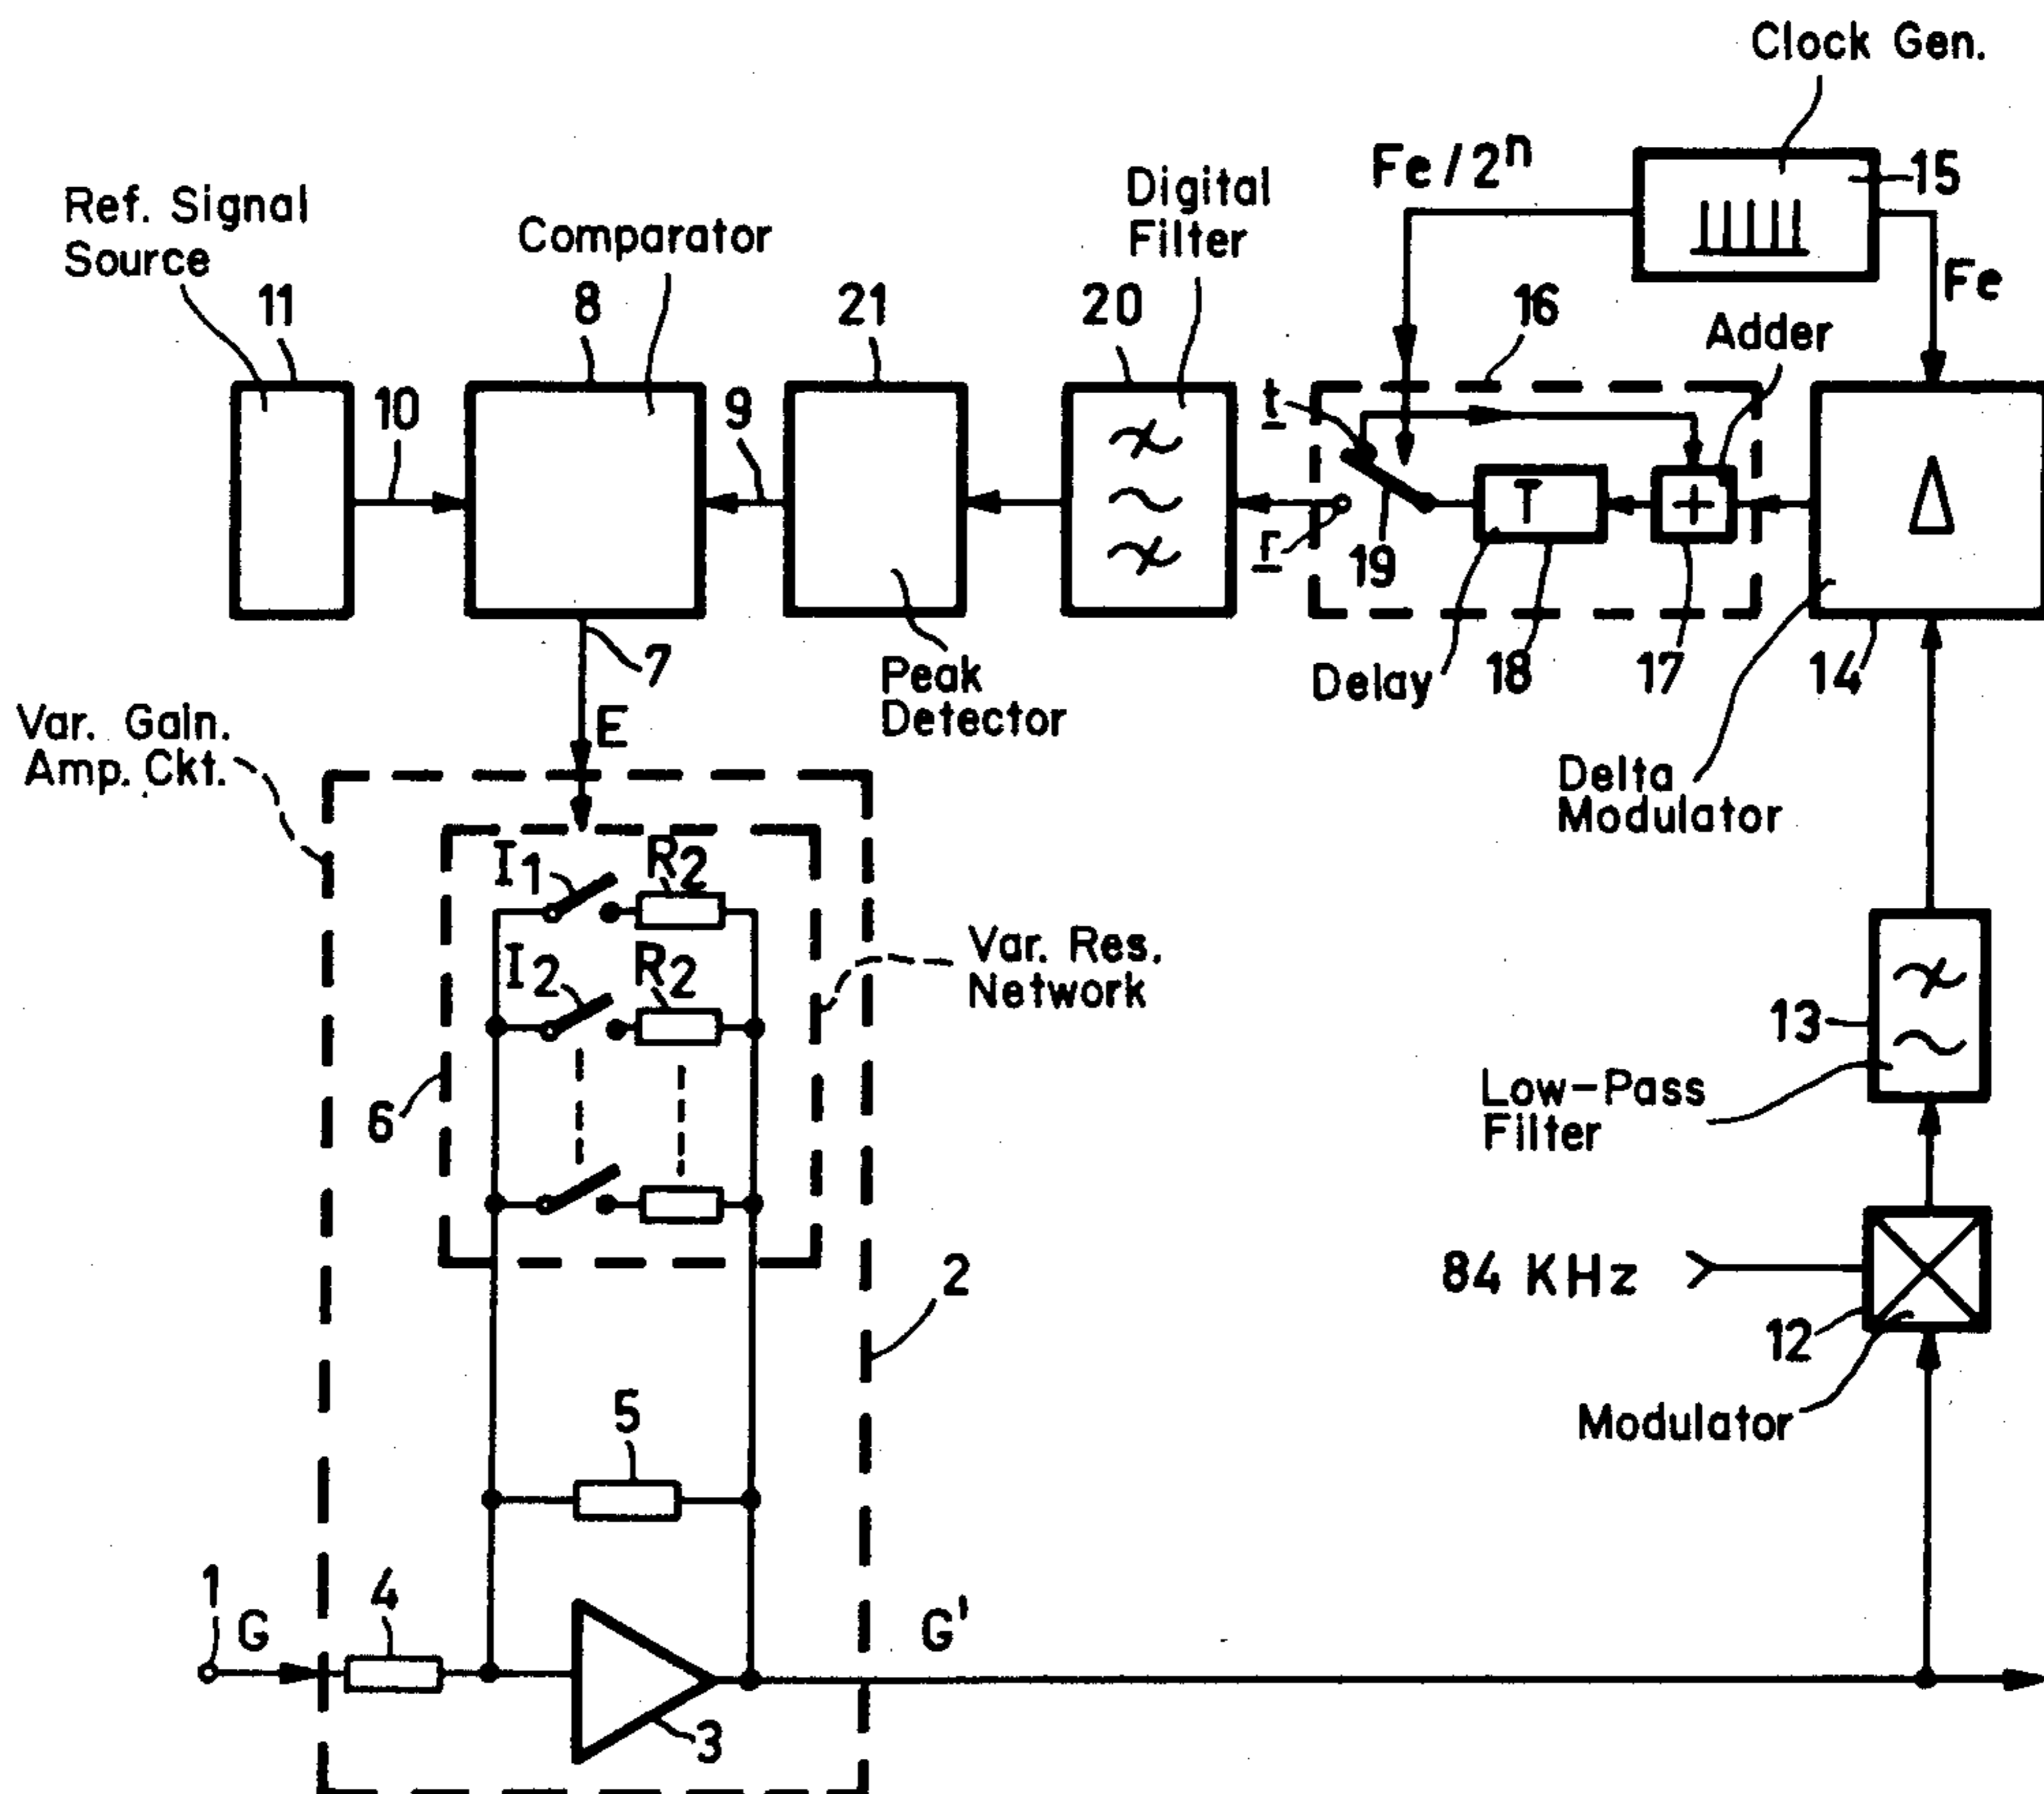 Clock Gen.
Fe/2ⁿ
15
Digital
Filter
Ref. Signal
Source
Comparator
Fe
11
8
21
20
16
Adder
10
9
t
T
+
Δ
r
19
7
Peak
Detector
Delay
18
17
14
E
Var. Gain.
Amp. Ckt.
Delta
Modulator
I1
R2
I2
R2
Var. Res.
Network
13
6
Low-Pass
Filter
2
84 KHz
12
Modulator
5
1
G
4
G'
3